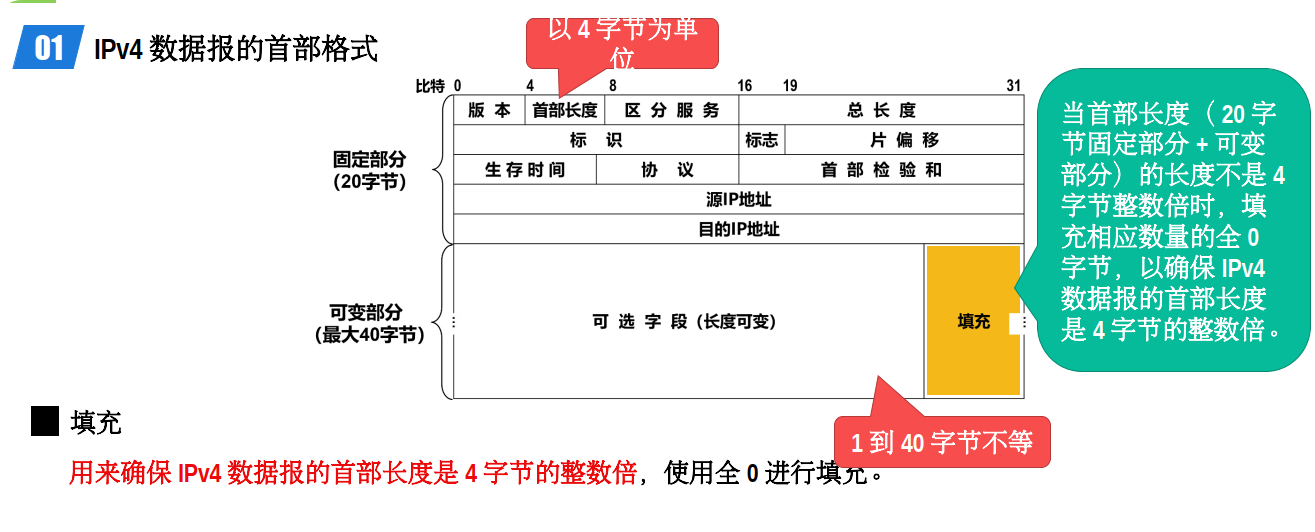 01 IPv4 数据报的首部格式
以 4 字节为单
位
比特 0 4 8 16 19 31
版 本 首部长度 区 分 服 务 总 长 度
标 识 标志 片 偏 移
生 存 时 间 协 议 首 部 检 验 和
源IP地址
目的IP地址
固定部分
(20字节)
可变部分
(最大40字节)
可 选 字 段 (长度可变) 填充
当首部长度（ 20 字
节固定部分 + 可变
部分）的长度不是 4
字节整数倍时，填
充相应数量的全 0
字节，以确保 IPv4
数据报的首部长度
是 4 字节的整数倍。
1 到 40 字节不等
填充
用来确保 IPv4 数据报的首部长度是 4 字节的整数倍，使用全 0 进行填充。